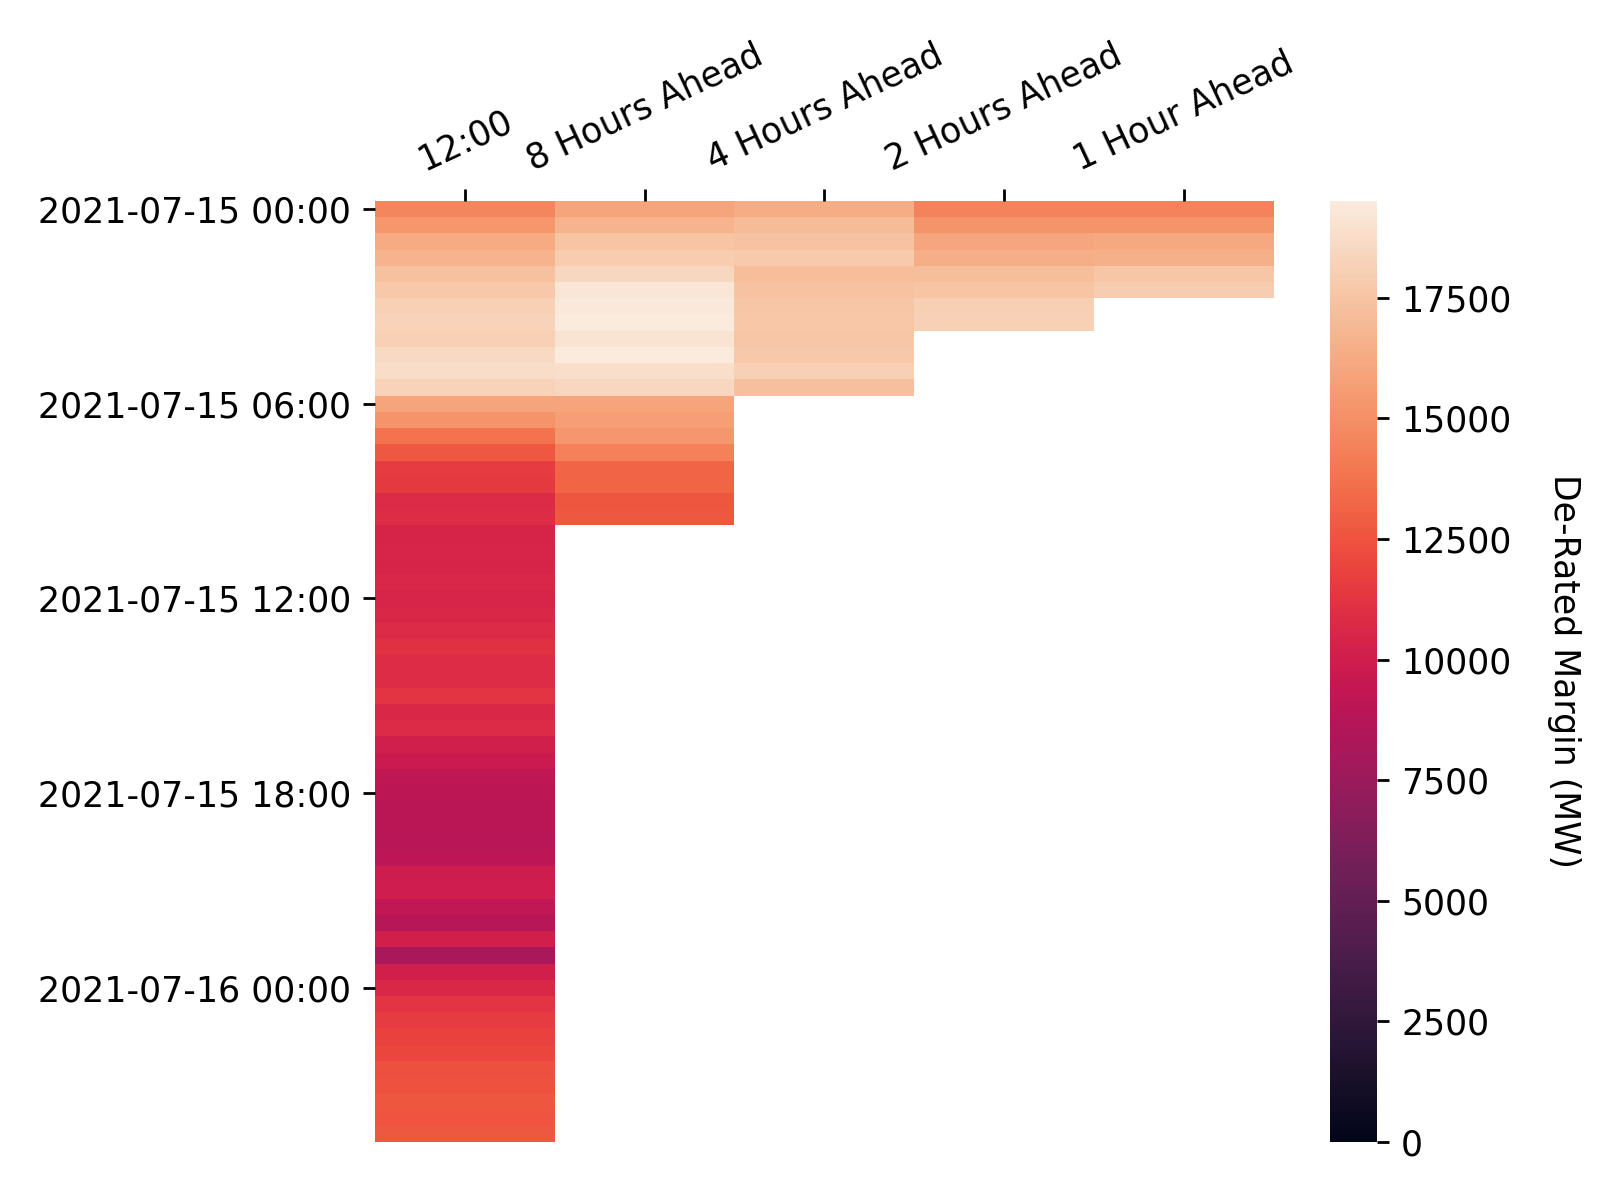 12:00
8 Hours Ahead
4 Hours Ahead
2 Hours Ahead
1 Hour Ahead
2021-07-15 00:00
2021-07-15 06:00
2021-07-15 12:00
2021-07-15 18:00
2021-07-16 00:00
17500
15000
12500
10000
7500
5000
2500
0
De-Rated Margin (MW)